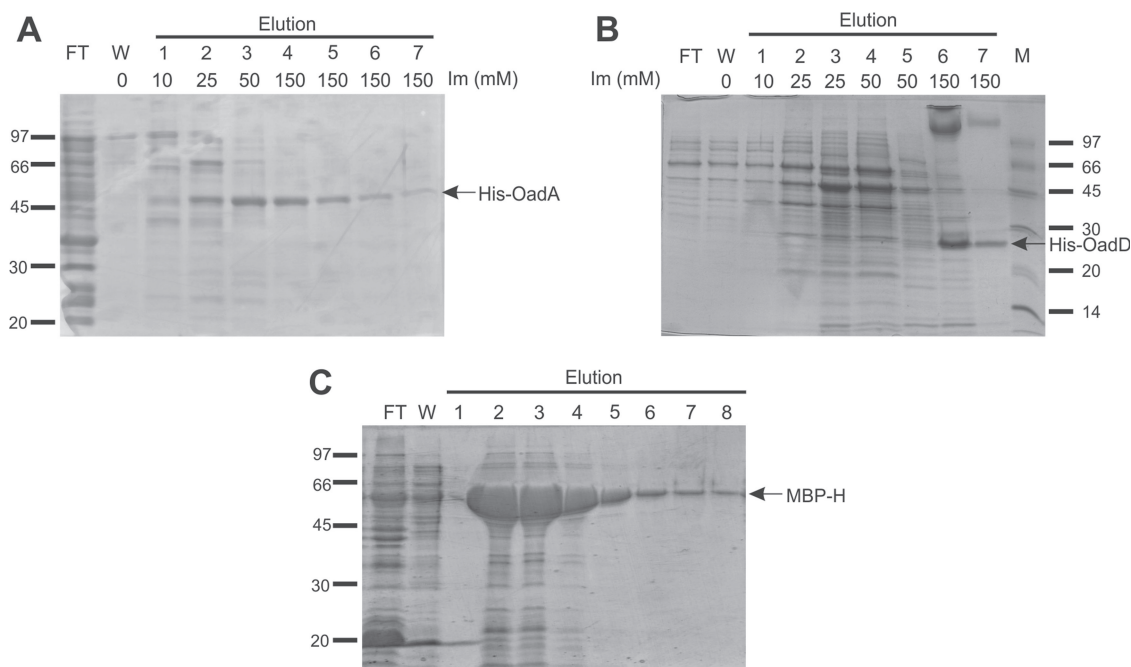 A
Elution
FT W 1 2 3 4 5 6 7
0 10 25 50 150 150 150 150 Im (mM)
97
66
45
30
20
His-OadA
B
Elution
FT W 1 2 3 4 5 6 7 M
Im (mM) 0 10 25 25 50 50 150 150
97
66
45
30
20
14
His-OadD
C
Elution
FT W 1 2 3 4 5 6 7 8
97
66
45
30
20
MBP-H